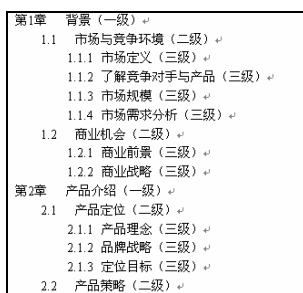 第1章 背景（一级）
1.1 市场与竞争环境（二级）
1.1.1 市场定义（三级）
1.1.2 了解竞争对手与产品（三级）
1.1.3 市场规模（三级）
1.1.4 市场需求分析（三级）
1.2 商业机会（二级）
1.2.1 商业前景（三级）
1.2.2 商业战略（三级）
第2章 产品介绍（一级）
2.1 产品定位（二级）
2.1.1 产品理念（三级）
2.1.2 品牌战略（三级）
2.1.3 定位目标（三级）
2.2 产品策略（二级）